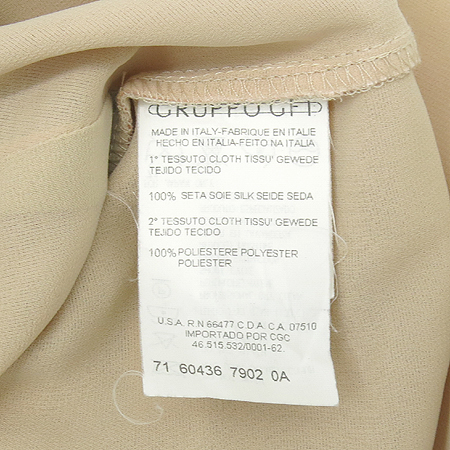 GRUPPO GFT
MADE IN ITALY-FABRIQUE EN ITALIE
HECHO EN ITALIA-FEITO NA ITALIA
1° TESSUTO CLOTH TISSU' GEWEDE
TEJIDO TECIDO
100% SETA SOIE SILK SEIDE SEDA
2° TESSUTO CLOTH TISSU' GEWEDE
TEJIDO TECIDO
100% POLIESTERE POLYESTER
POLIESTER
U.S.A. R.N 66477 C.D.A. C.A. 07510
IMPORTADO POR CGC
46.515.532/0001-62.
71 60436 7902 0A